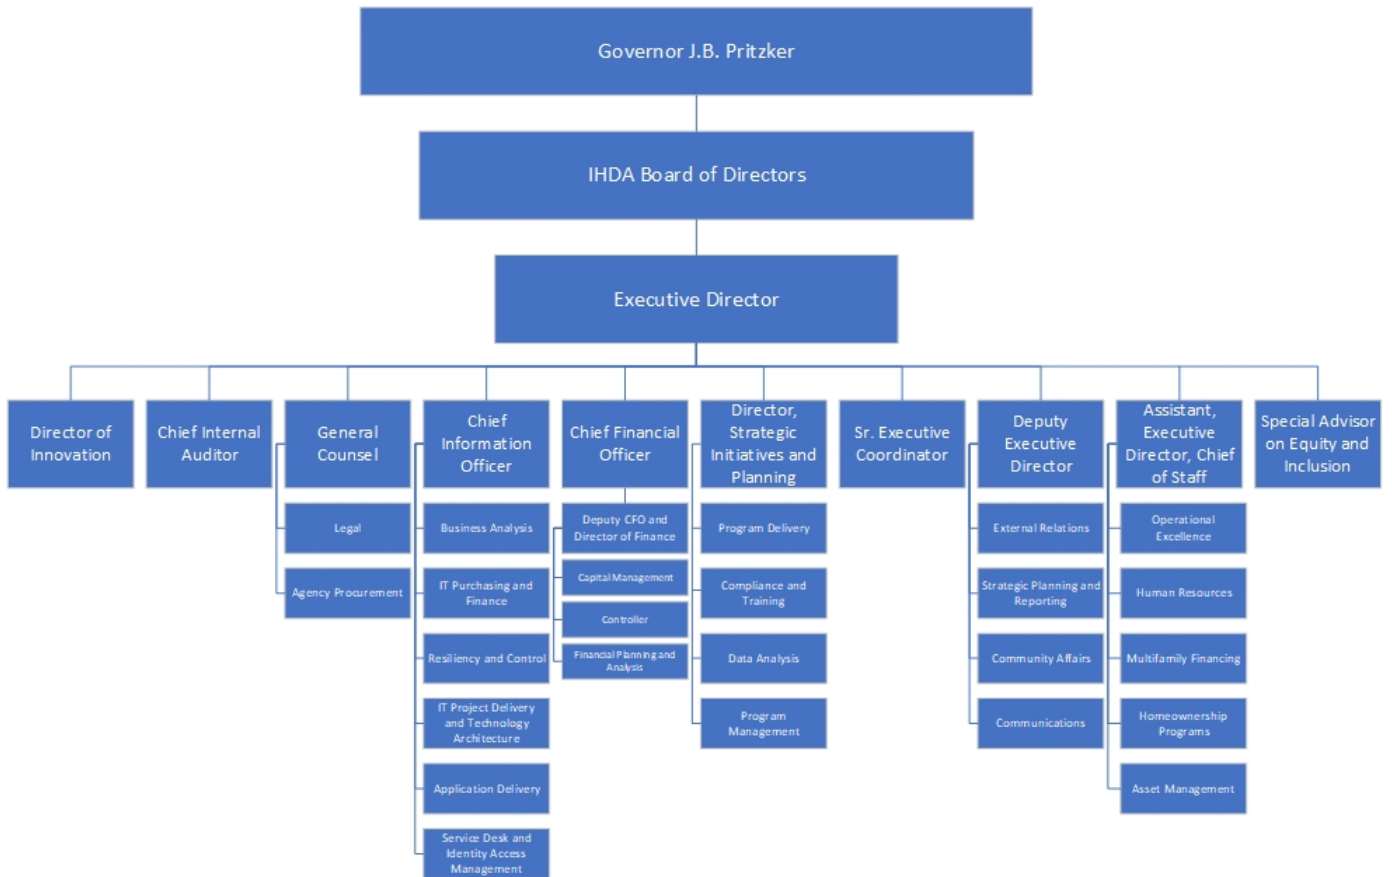 Governor J.B. Pritzker
IHDA Board of Directors
Executive Director
Director of
Innovation
Chief Internal
Auditor
General
Counsel
Chief
Information
Officer
Chief Financial
Officer
Director,
Strategic
Initiatives and
Planning
Sr. Executive
Coordinator
Deputy
Executive
Director
Assistant,
Executive
Director, Chief
of Staff
Special Advisor
on Equity and
Inclusion
Legal
Agency Procurement
Business Analysis
IT Purchasing and
Finance
Resiliency and Control
IT Project Delivery
and Technology
Architecture
Application Delivery
Service Desk and
Identity Access
Management
Deputy CFO and
Director of Finance
Capital Management
Controller
Financial Planning and
Analysis
Program Delivery
Compliance and
Training
Data Analysis
Program
Management
External Relations
Strategic Planning and
Reporting
Community Affairs
Communications
Operational
Excellence
Human Resources
Multifamily Financing
Homeownership
Programs
Asset Management